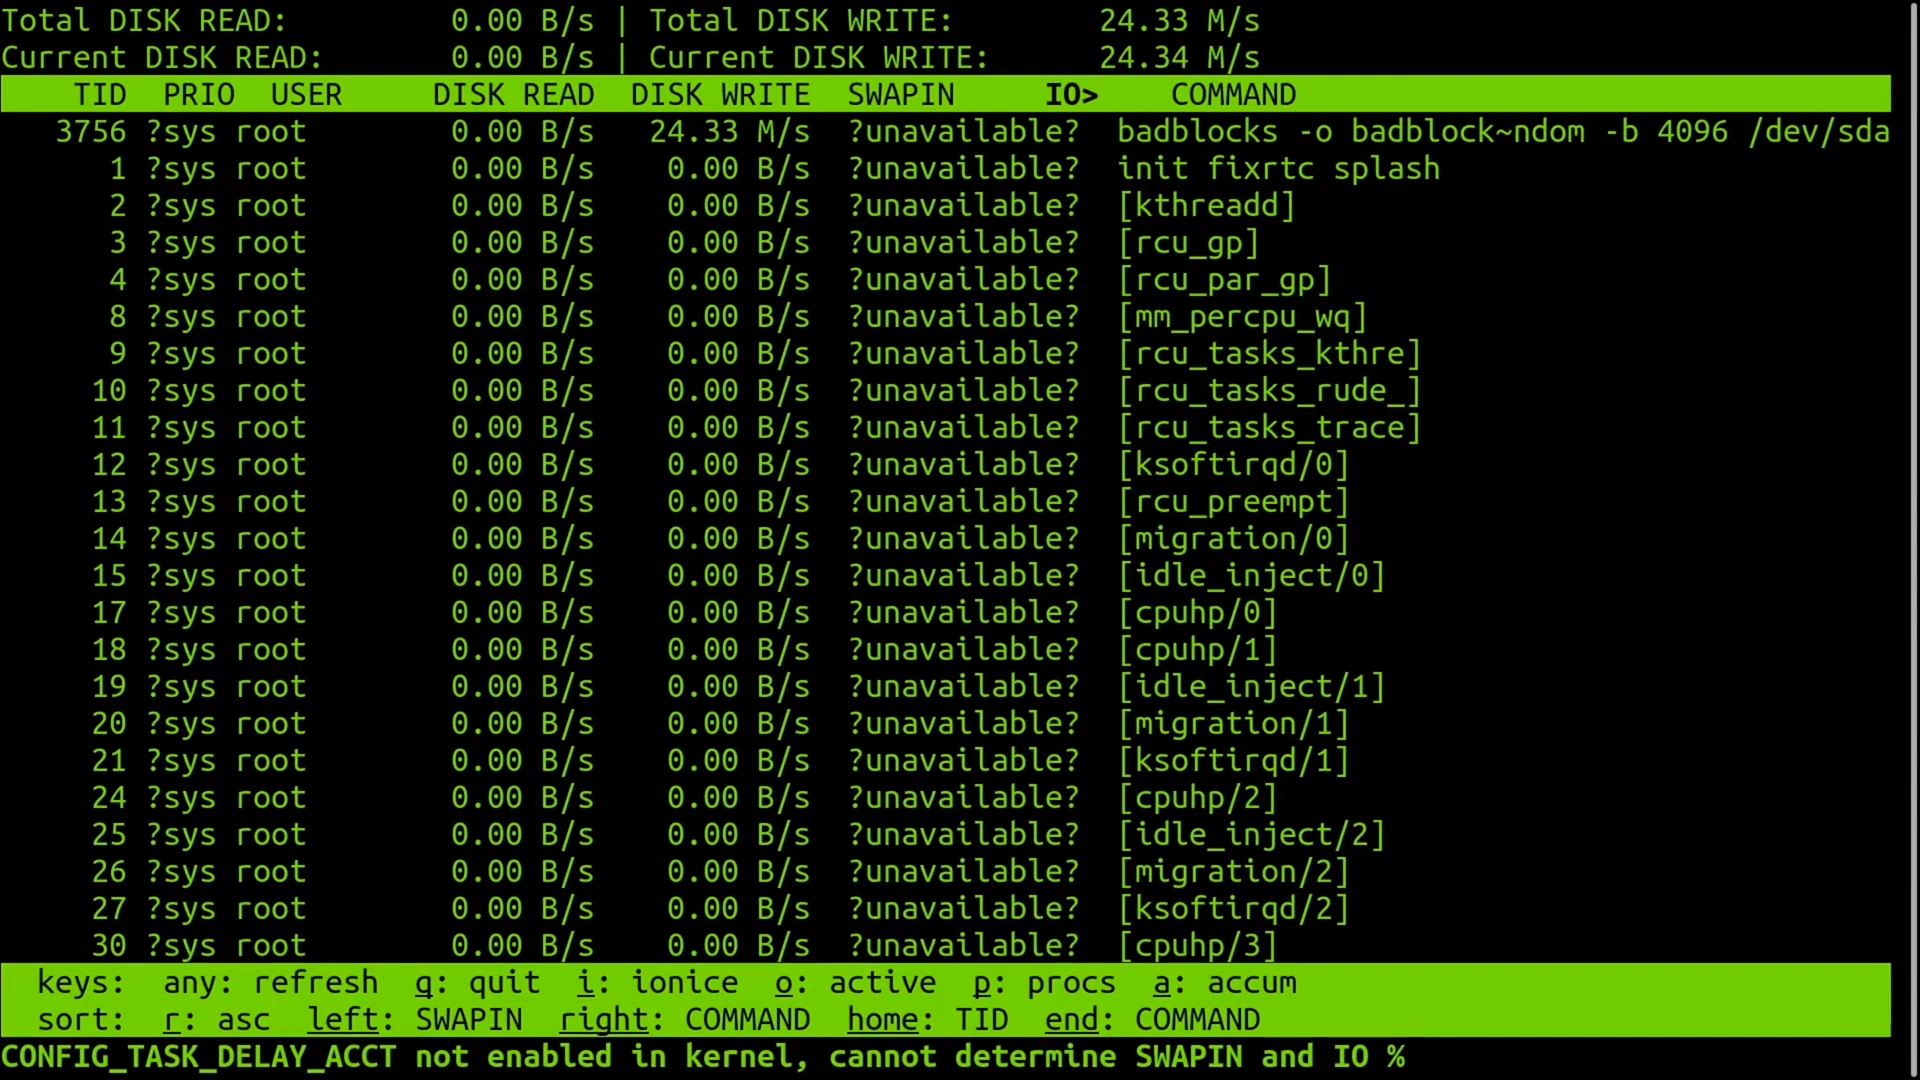 Total DISK READ:         0.00 B/s | Total DISK WRITE:        24.33 M/s
Current DISK READ:       0.00 B/s | Current DISK WRITE:      24.34 M/s
    TID  PRIO  USER     DISK READ  DISK WRITE  SWAPIN     IO>    COMMAND
   3756 ?sys root        0.00 B/s   24.33 M/s  ?unavailable?  badblocks -o badblock~ndom -b 4096 /dev/sda
      1 ?sys root        0.00 B/s    0.00 B/s  ?unavailable?  init fixrtc splash
      2 ?sys root        0.00 B/s    0.00 B/s  ?unavailable?  [kthreadd]
      3 ?sys root        0.00 B/s    0.00 B/s  ?unavailable?  [rcu_gp]
      4 ?sys root        0.00 B/s    0.00 B/s  ?unavailable?  [rcu_par_gp]
      8 ?sys root        0.00 B/s    0.00 B/s  ?unavailable?  [mm_percpu_wq]
      9 ?sys root        0.00 B/s    0.00 B/s  ?unavailable?  [rcu_tasks_kthre]
     10 ?sys root        0.00 B/s    0.00 B/s  ?unavailable?  [rcu_tasks_rude_]
     11 ?sys root        0.00 B/s    0.00 B/s  ?unavailable?  [rcu_tasks_trace]
     12 ?sys root        0.00 B/s    0.00 B/s  ?unavailable?  [ksoftirqd/0]
     13 ?sys root        0.00 B/s    0.00 B/s  ?unavailable?  [rcu_preempt]
     14 ?sys root        0.00 B/s    0.00 B/s  ?unavailable?  [migration/0]
     15 ?sys root        0.00 B/s    0.00 B/s  ?unavailable?  [idle_inject/0]
     17 ?sys root        0.00 B/s    0.00 B/s  ?unavailable?  [cpuhp/0]
     18 ?sys root        0.00 B/s    0.00 B/s  ?unavailable?  [cpuhp/1]
     19 ?sys root        0.00 B/s    0.00 B/s  ?unavailable?  [idle_inject/1]
     20 ?sys root        0.00 B/s    0.00 B/s  ?unavailable?  [migration/1]
     21 ?sys root        0.00 B/s    0.00 B/s  ?unavailable?  [ksoftirqd/1]
     24 ?sys root        0.00 B/s    0.00 B/s  ?unavailable?  [cpuhp/2]
     25 ?sys root        0.00 B/s    0.00 B/s  ?unavailable?  [idle_inject/2]
     26 ?sys root        0.00 B/s    0.00 B/s  ?unavailable?  [migration/2]
     27 ?sys root        0.00 B/s    0.00 B/s  ?unavailable?  [ksoftirqd/2]
     30 ?sys root        0.00 B/s    0.00 B/s  ?unavailable?  [cpuhp/3]
  keys:  any: refresh  q: quit  i: ionice  o: active  p: procs  a: accum
  sort:  r: asc  left: SWAPIN  right: COMMAND  home: TID  end: COMMAND
CONFIG_TASK_DELAY_ACCT not enabled in kernel, cannot determine SWAPIN and IO %